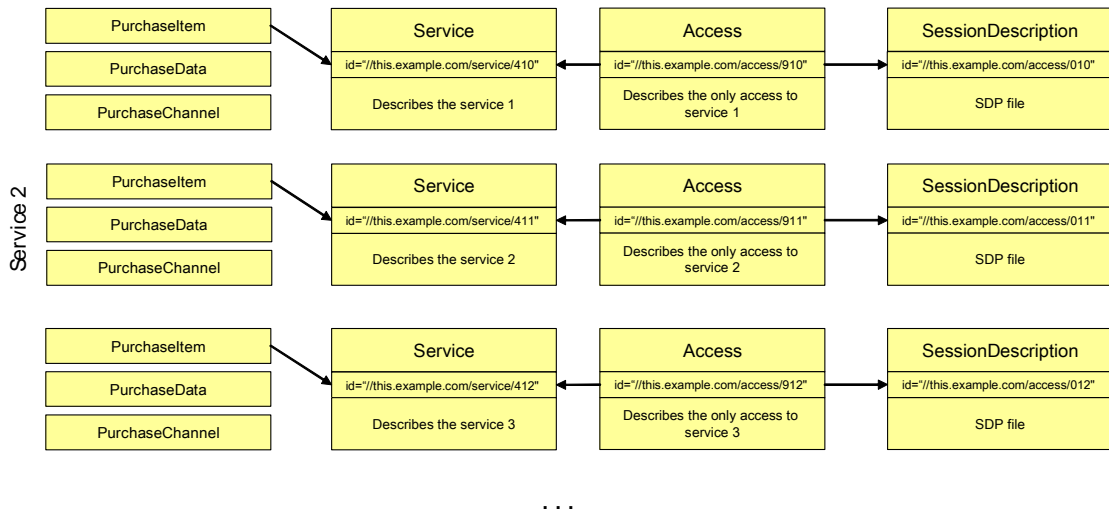 PurchaseItem
PurchaseData
PurchaseChannel
Service
id="//this.example.com/service/410"
Describes the service 1
Access
id="//this.example.com/access/910"
Describes the only access to
service 1
SessionDescription
id="//this.example.com/access/010"
SDP file
Service 2
PurchaseItem
PurchaseData
PurchaseChannel
Service
id="//this.example.com/service/411"
Describes the service 2
Access
id="//this.example.com/access/911"
Describes the only access to
service 2
SessionDescription
id="//this.example.com/access/011"
SDP file
PurchaseItem
PurchaseData
PurchaseChannel
Service
id="//this.example.com/service/412"
Describes the service 3
Access
id="//this.example.com/access/912"
Describes the only access to
service 3
SessionDescription
id="//this.example.com/access/012"
SDP file
...